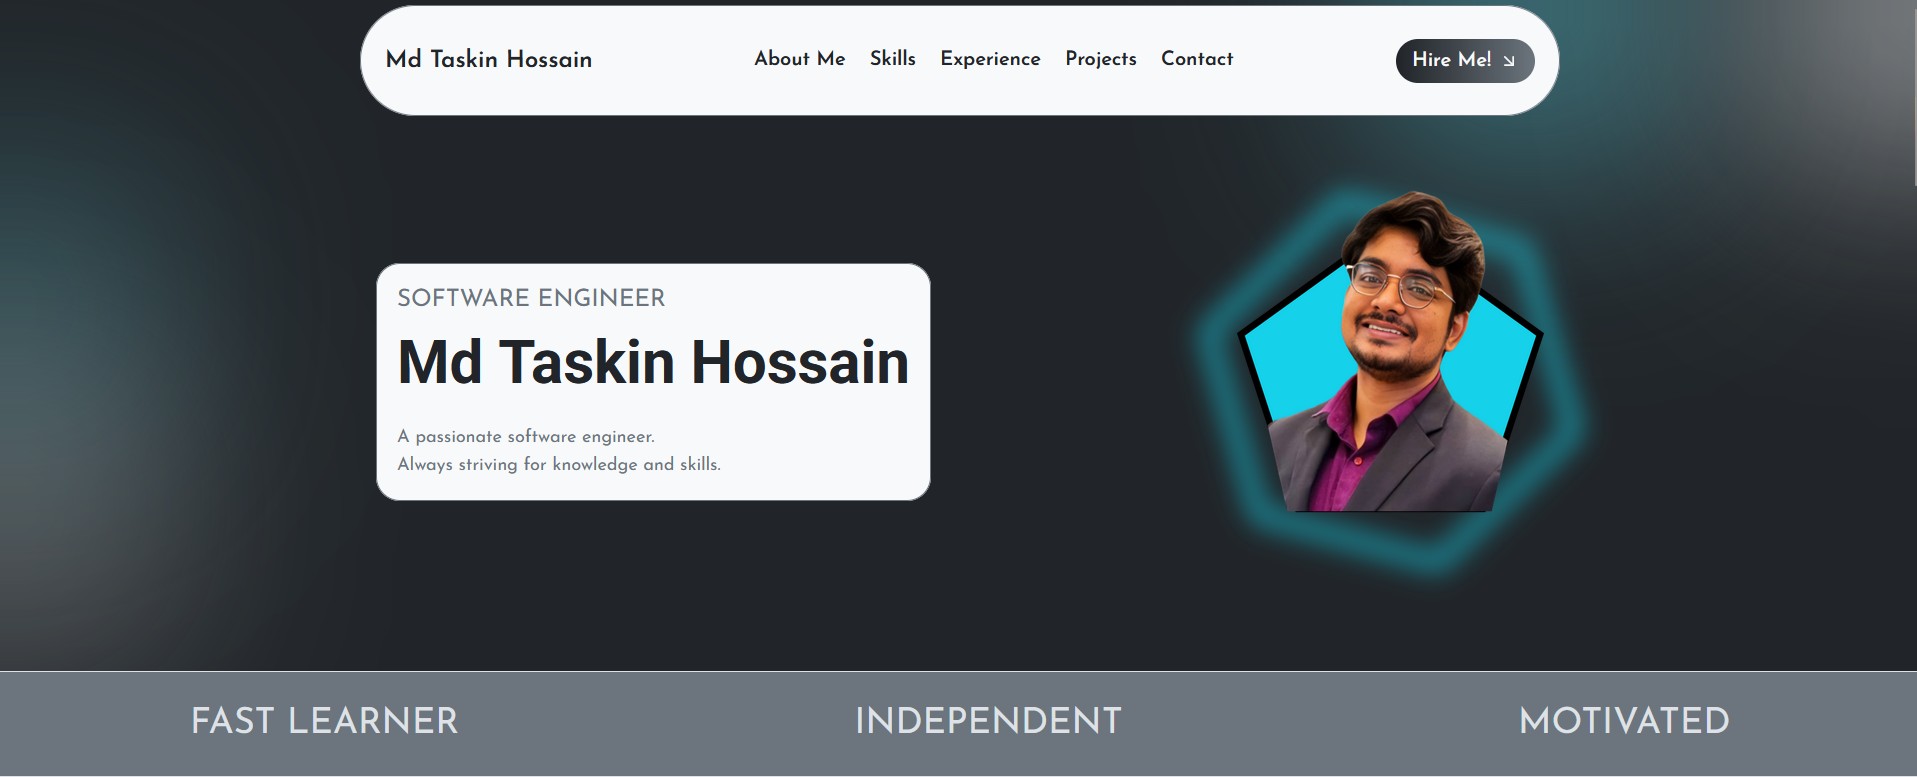 Md Taskin Hossain
About Me Skills Experience Projects Contact
Hire Me!
SOFTWARE ENGINEER
Md Taskin Hossain
A passionate software engineer.
Always striving for knowledge and skills.
FAST LEARNER INDEPENDENT MOTIVATED